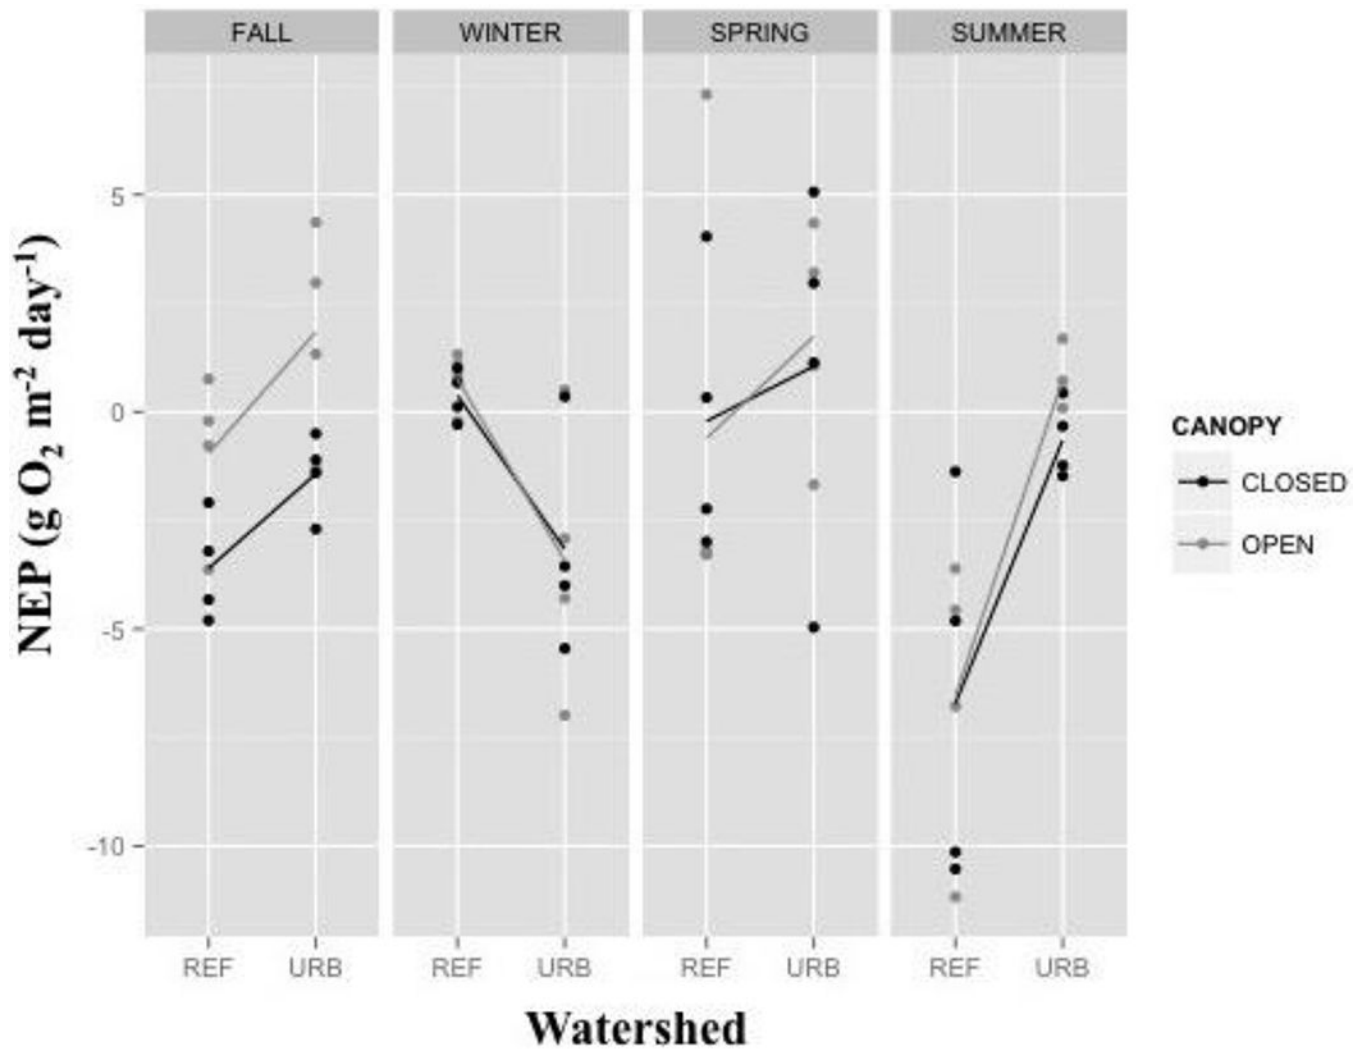 FALL WINTER SPRING SUMMER
5
0
-5
-10
NEP (g O₂ m⁻² day⁻¹)
REF URB REF URB REF URB REF URB
Watershed
CANOPY
CLOSED
OPEN